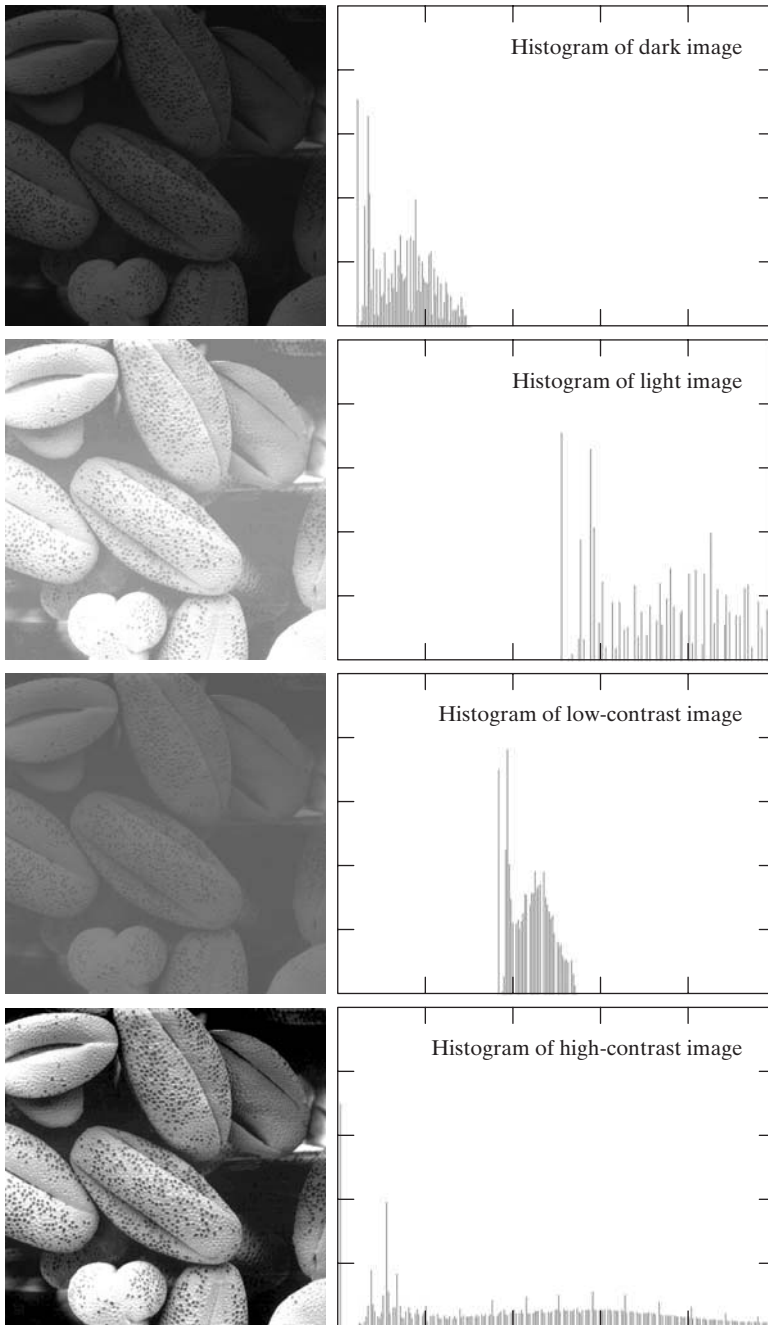 Histogram of dark image
Histogram of light image
Histogram of low-contrast image
Histogram of high-contrast image